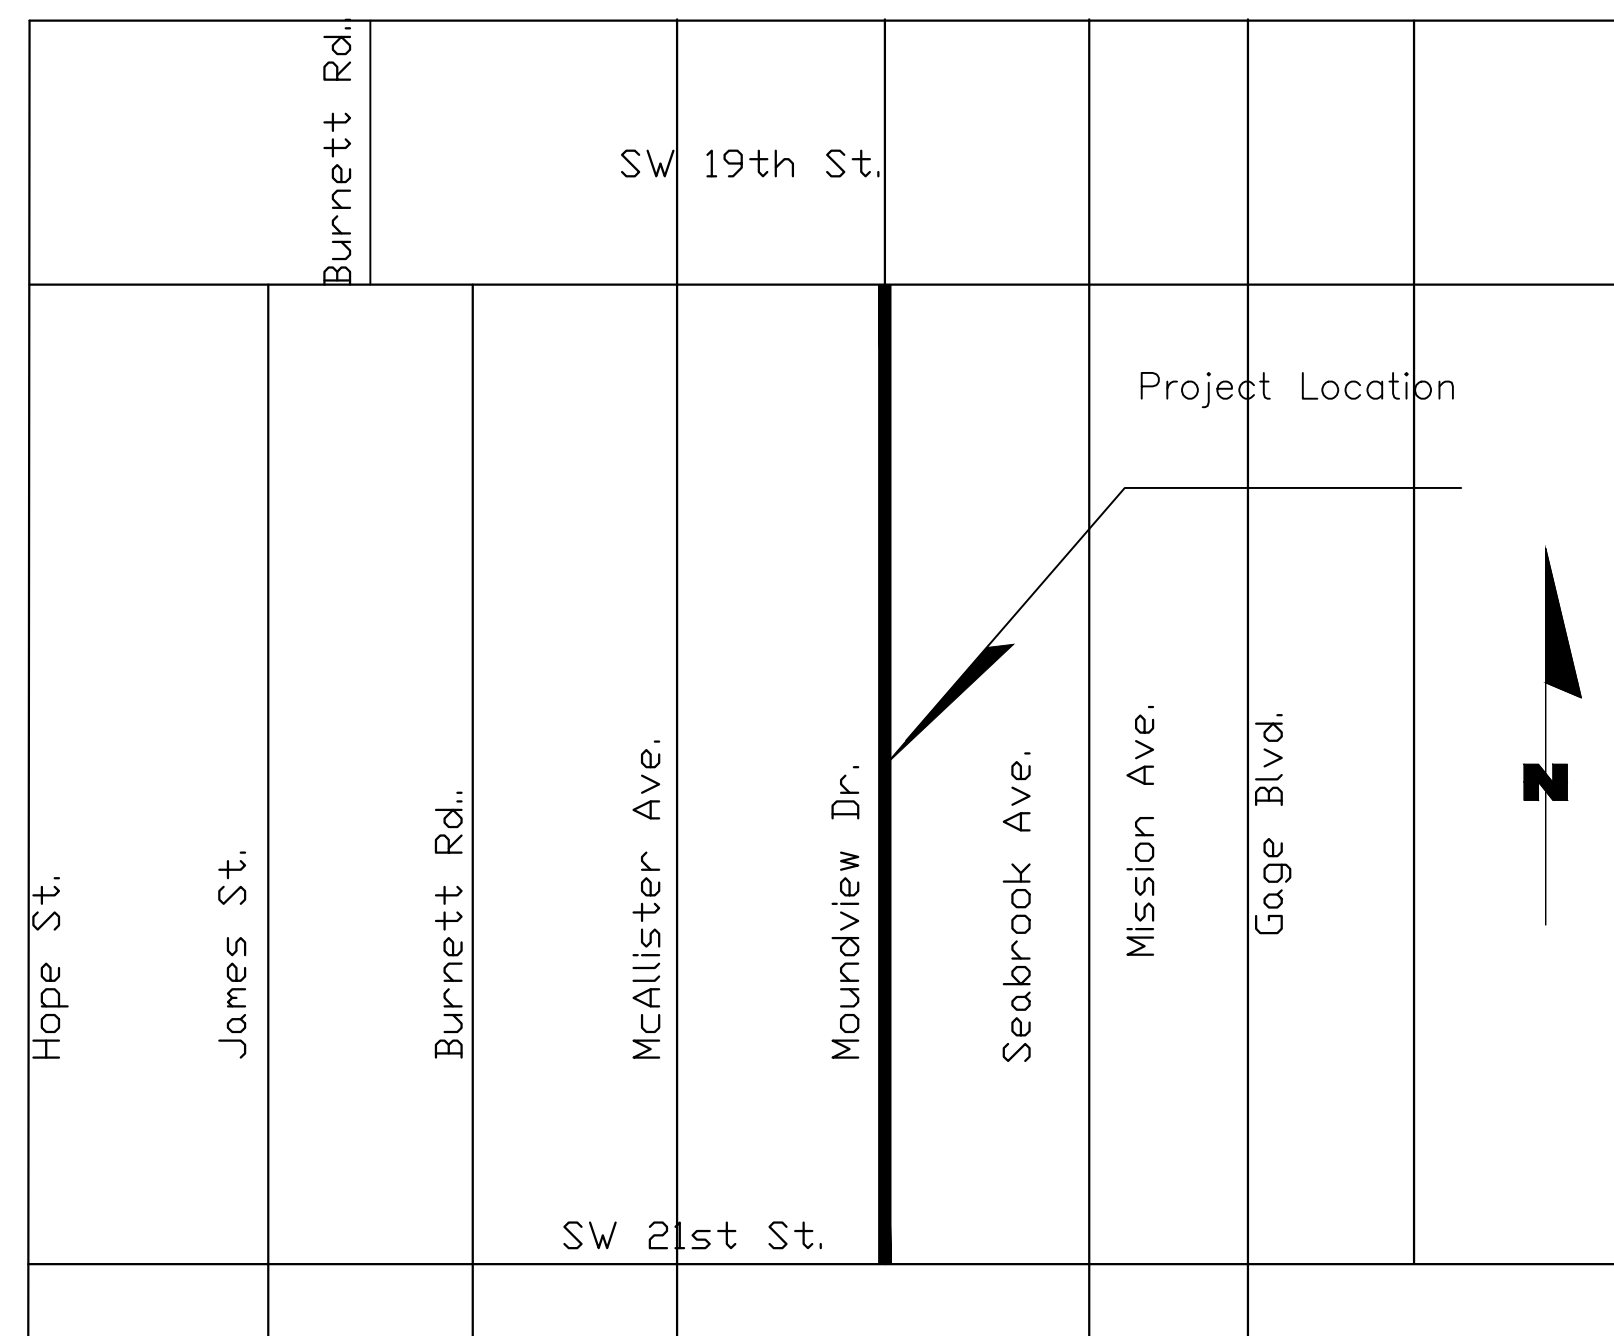 Burnett Rd..
SW 19th St.
Project Location
Hope St.
James St.
Burnett Rd..
McAllister Ave.
Moundview Dr.
Seabrook Ave.
Mission Ave.
Gage Blvd.
N
SW 21st St.